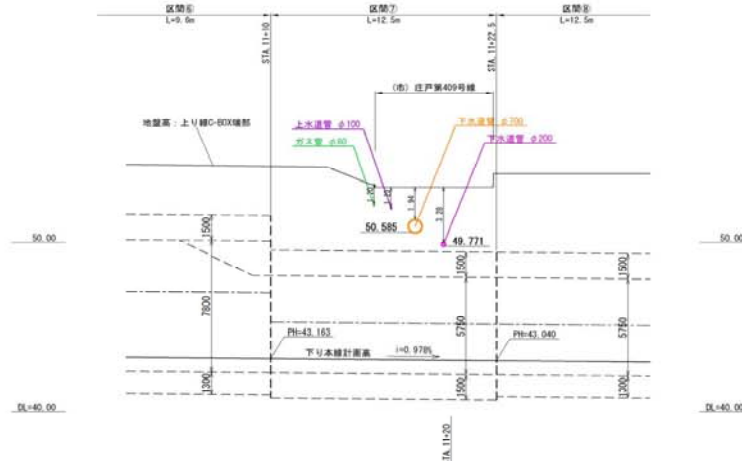 区間⑥
L=9.6m
区間⑦
L=12.5m
区間⑧
L=12.5m
STA.11+10
STA.11+22.5
(市) 庄戸第409号線
地盤高：上り線C-BOX端部
上水道管 φ100
下水道管 φ700
ガス管 φ80
下水道管 φ200
1.20
1.94
3.28
50.585
49.771
50.00
50.00
1500
1500
1500
7800
5750
5750
PH=43.163
PH=43.040
下り本線計画高
i=0.978%
1300
1500
1300
DL=40.00
DL=40.00
STA.11+20